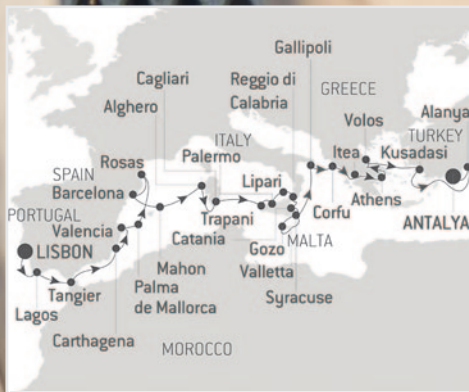 Gallipoli
Cagliari
Reggio di
Calabria
GREECE
Alghero
Volos
Alanya
ITALY
TURKEY
Rosas
Palermo
Itea
Kusadasi
SPAIN
Barcelona
Lipari
PORTUGAL
Valencia
Trapani
Corfu
Athens
ANTALYA
LISBON
Catania
Gozo
MALTA
Mahon
Valletta
Tangier
Palma
de Mallorca
Syracuse
Lagos
Carthagena
MOROCCO